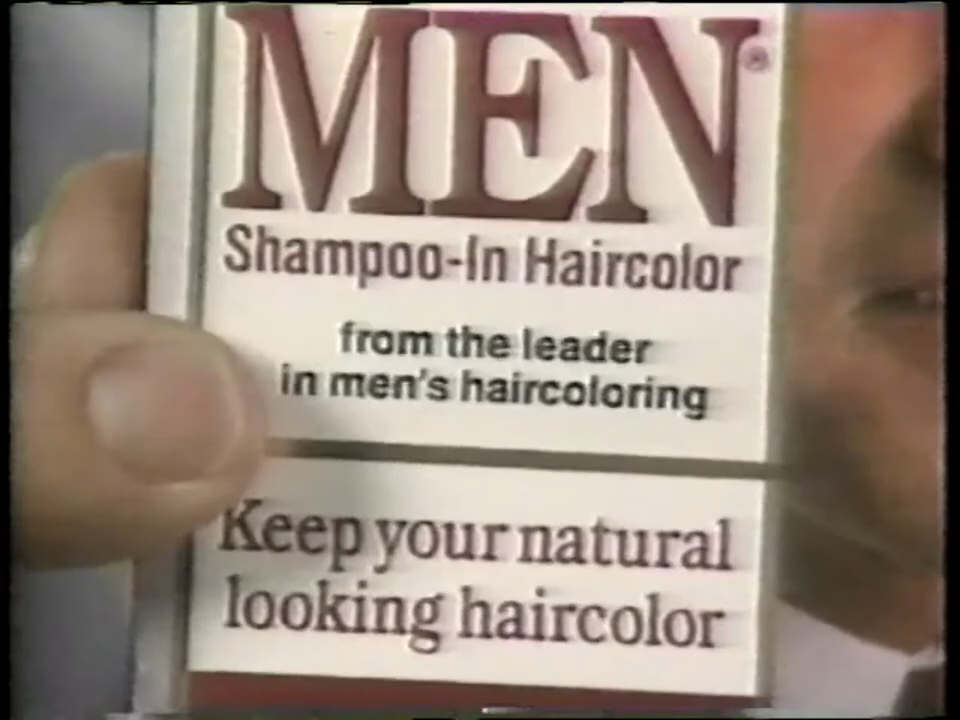 MEN®
Shampoo-In Haircolor
from the leader
in men's haircoloring
Keep your natural
looking haircolor